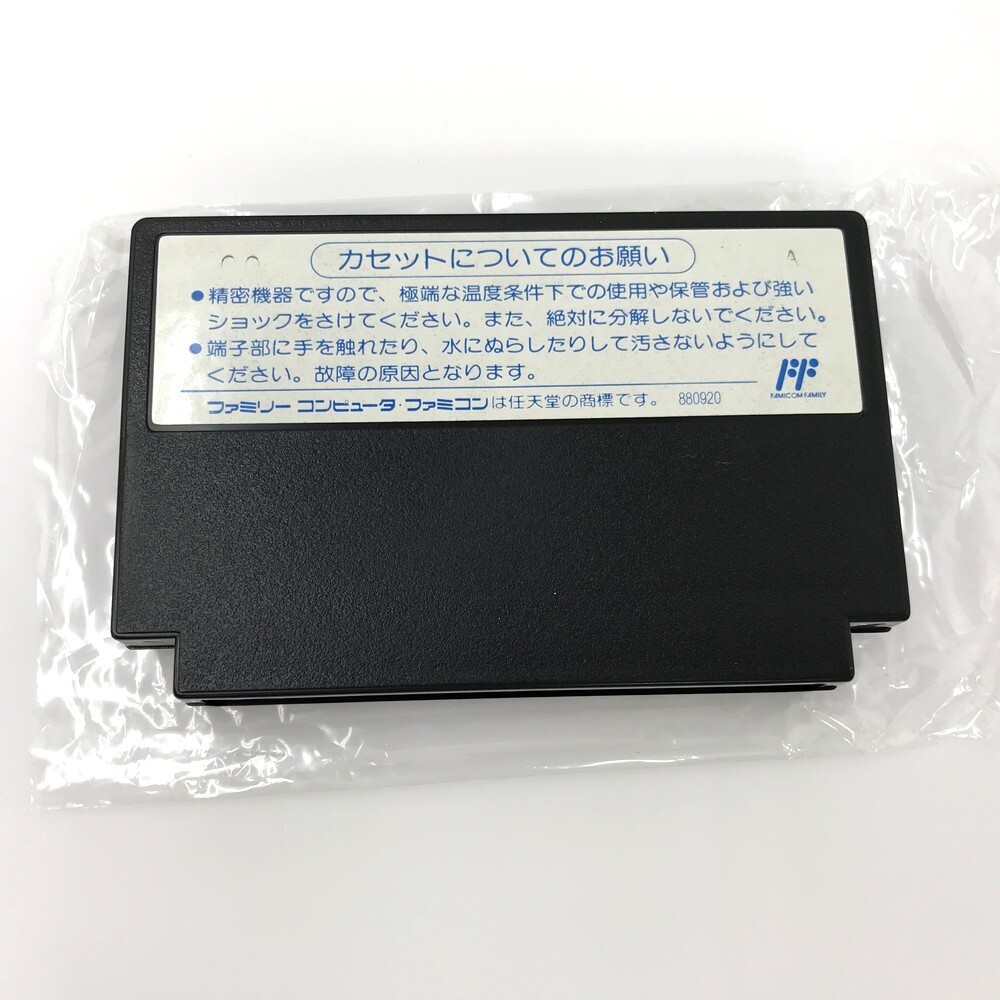 カセットについてのお願い
A
●精密機器ですので、極端な温度条件下での使用や保管および強い
ショックをさけてください。また、絶対に分解しないでください。
●端子部に手を触れたり、水にぬらしたりして汚さないようにして
ください。故障の原因となります。
FF
FAMICOM FAMILY
ファミリー コンピュータ・ファミコンは任天堂の商標です。 880920